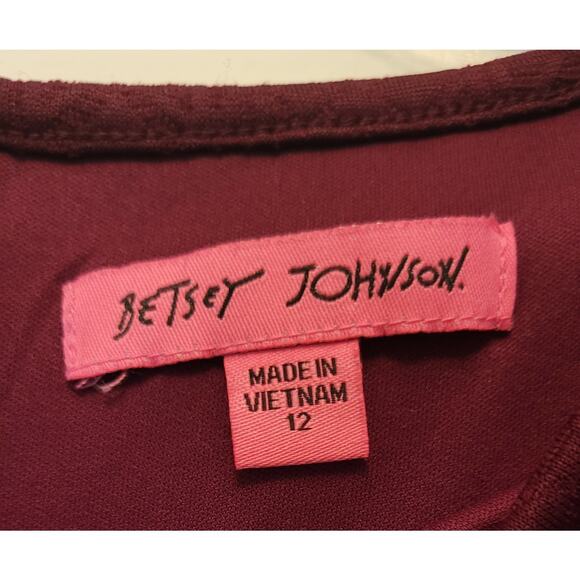 BETSEY JOHNSON.
MADE IN
VIETNAM
12